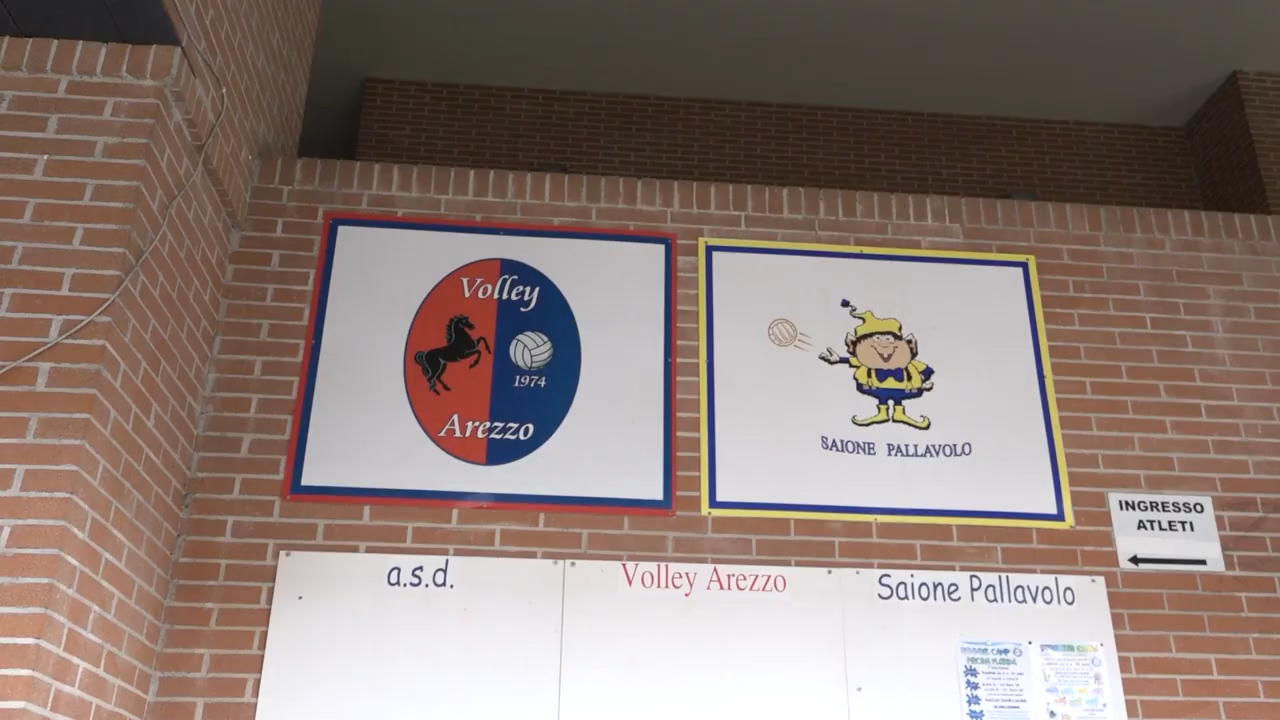 Volley
1974
Arezzo
SAIONE PALLAVOLO
INGRESSO
ATLETI
a.s.d.
Volley Arezzo
Saione Pallavolo